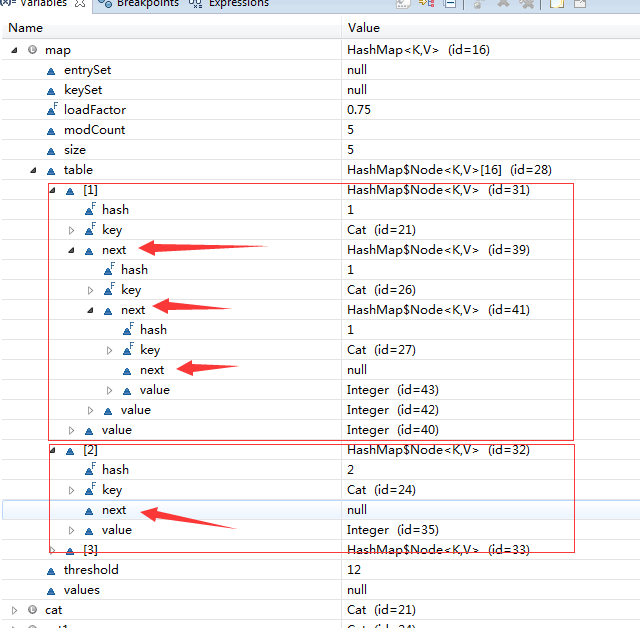 Variables Breakpoints Expressions
Name Value
map HashMap<K,V> (id=16)
entrySet null
keySet null
F loadFactor 0.75
modCount 5
size 5
table HashMap$Node<K,V>[16] (id=28)
[1] HashMap$Node<K,V> (id=31)
F hash 1
F key Cat (id=21)
next HashMap$Node<K,V> (id=39)
F hash 1
F key Cat (id=26)
next HashMap$Node<K,V> (id=41)
F hash 1
F key Cat (id=27)
next null
value Integer (id=43)
value Integer (id=42)
value Integer (id=40)
[2] HashMap$Node<K,V> (id=32)
F hash 2
F key Cat (id=24)
next null
value Integer (id=35)
[3] HashMap$Node<K,V> (id=33)
threshold 12
values null
cat Cat (id=21)